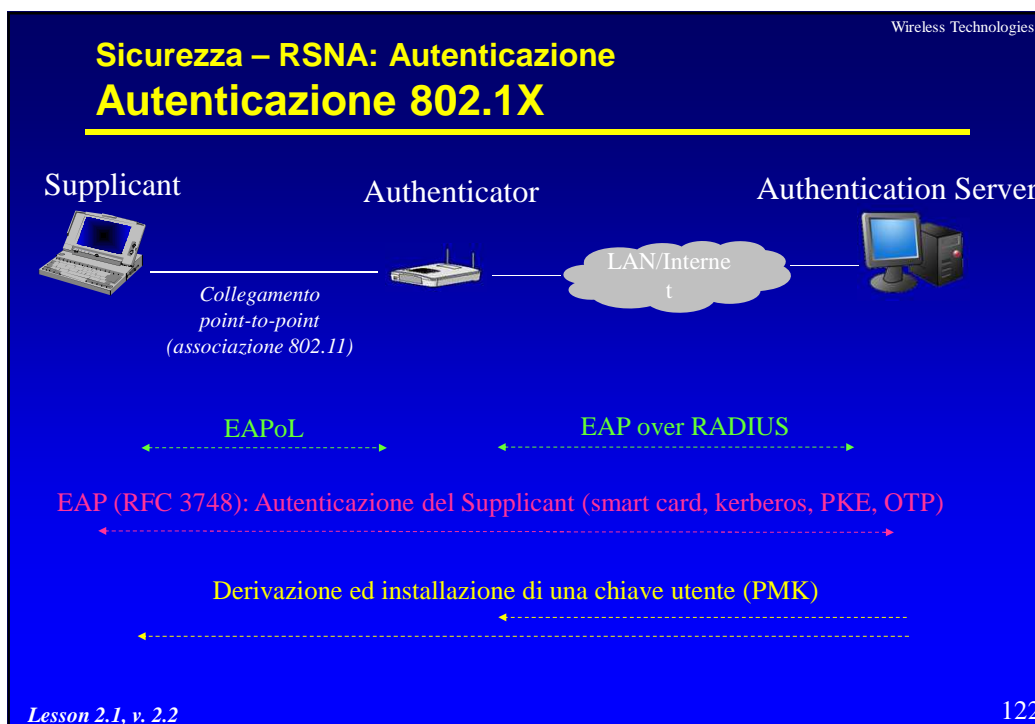 Wireless Technologies
Sicurezza – RSNA: Autenticazione
Autenticazione 802.1X
Supplicant
Authenticator
Authentication Server
LAN/Interne
t
Collegamento
point-to-point
(associazione 802.11)
EAPoL
EAP over RADIUS
EAP (RFC 3748): Autenticazione del Supplicant (smart card, kerberos, PKE, OTP)
Derivazione ed installazione di una chiave utente (PMK)
Lesson 2.1, v. 2.2
122